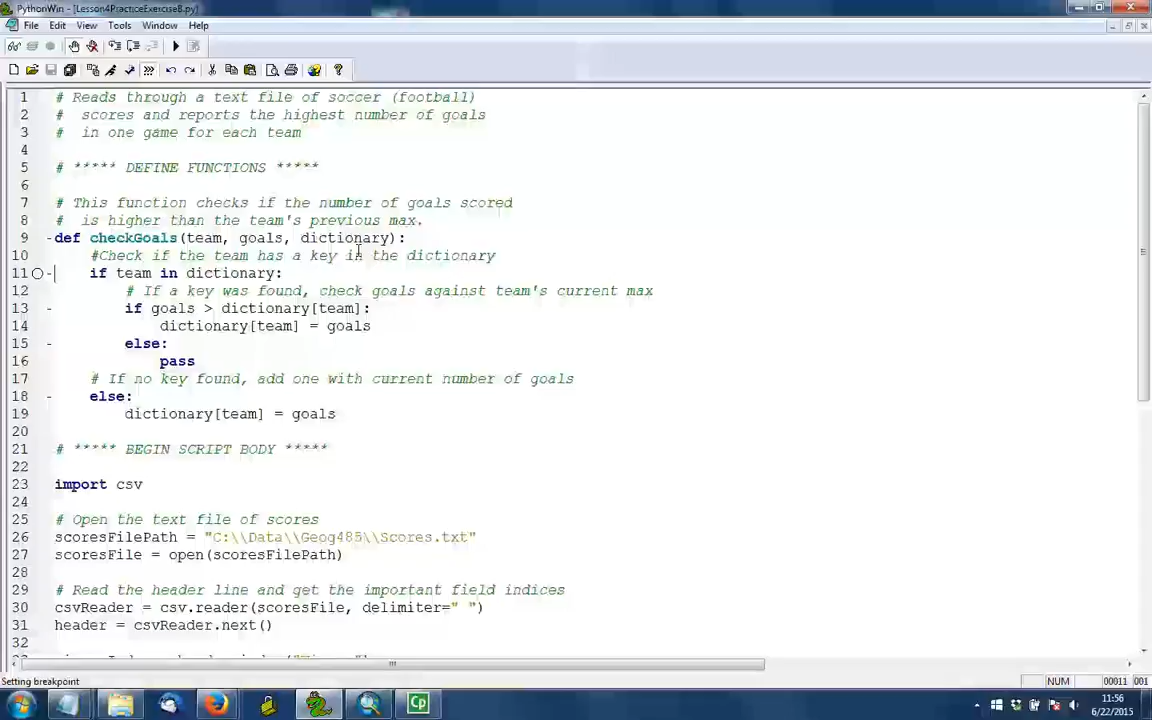 PythonWin - [Lesson4PracticeExerciseB.py]
File Edit View Tools Window Help
1 # Reads through a text file of soccer (football)
2 # scores and reports the highest number of goals
3 # in one game for each team
4
5 # ***** DEFINE FUNCTIONS *****
6
7 # This function checks if the number of goals scored
8 # is higher than the team's previous max.
9 def checkGoals(team, goals, dictionary):
10 #Check if the team has a key in the dictionary
11 if team in dictionary:
12 # If a key was found, check goals against team's current max
13 if goals > dictionary[team]:
14 dictionary[team] = goals
15 else:
16 pass
17 # If no key found, add one with current number of goals
18 else:
19 dictionary[team] = goals
20
21 # ***** BEGIN SCRIPT BODY *****
22
23 import csv
24
25 # Open the text file of scores
26 scoresFilePath = "C:\\Data\\Geog485\\Scores.txt"
27 scoresFile = open(scoresFilePath)
28
29 # Read the header line and get the important field indices
30 csvReader = csv.reader(scoresFile, delimiter=" ")
31 header = csvReader.next()
32
Setting breakpoint
NUM 00011 001
Cp
11:56
6/22/2015